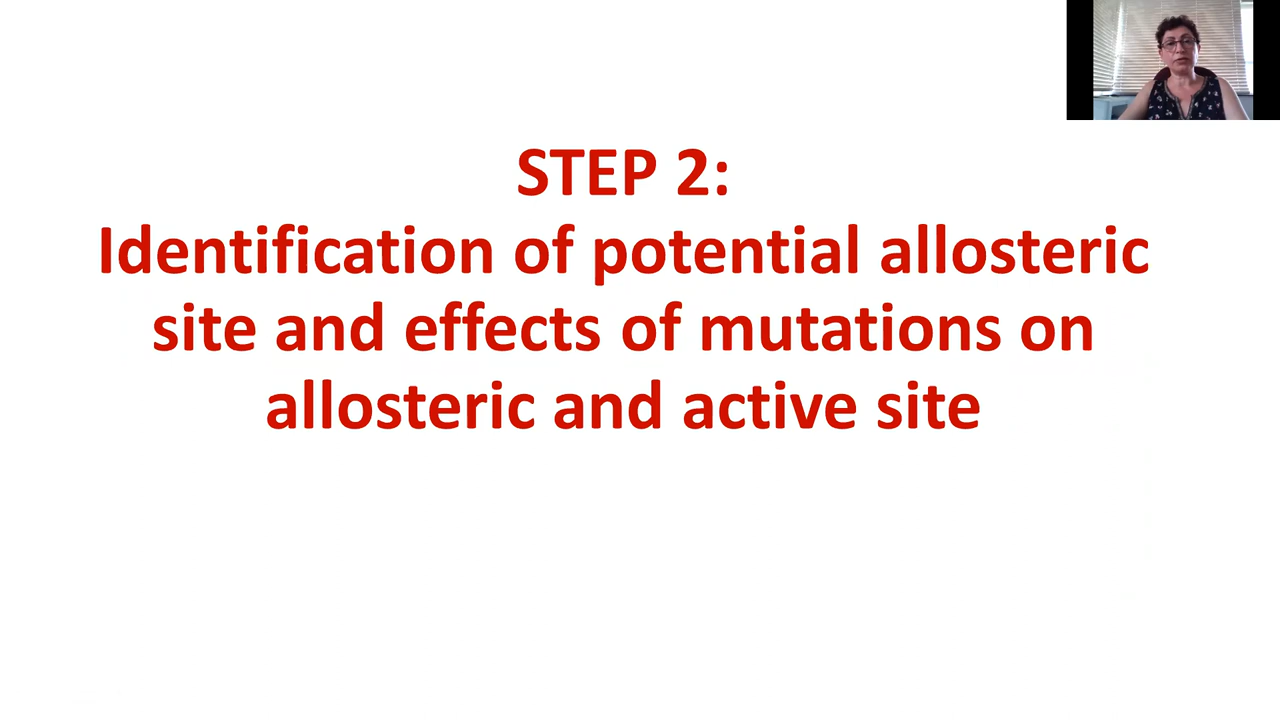 STEP 2:
Identification of potential allosteric
site and effects of mutations on
allosteric and active site